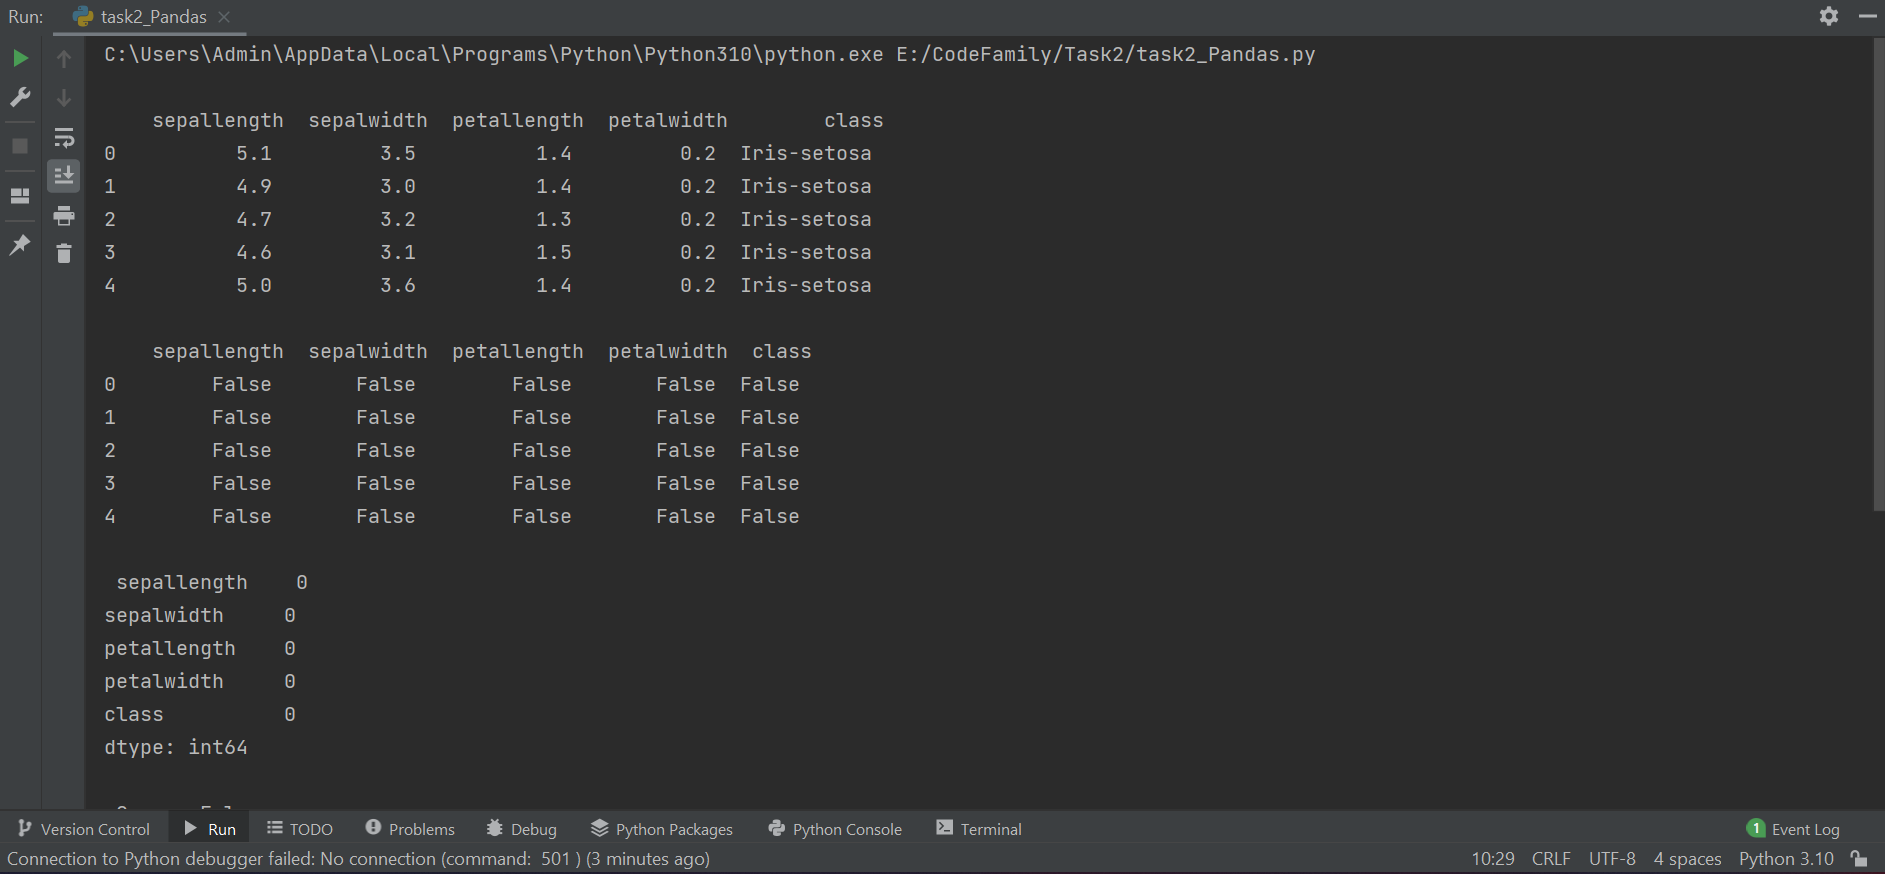 Run: task2_Pandas
C:\Users\Admin\AppData\Local\Programs\Python\Python310\python.exe E:/CodeFamily/Task2/task2_Pandas.py
sepallength sepalwidth petallength petalwidth class
0 5.1 3.5 1.4 0.2 Iris-setosa
1 4.9 3.0 1.4 0.2 Iris-setosa
2 4.7 3.2 1.3 0.2 Iris-setosa
3 4.6 3.1 1.5 0.2 Iris-setosa
4 5.0 3.6 1.4 0.2 Iris-setosa
sepallength sepalwidth petallength petalwidth class
0 False False False False False
1 False False False False False
2 False False False False False
3 False False False False False
4 False False False False False
sepallength 0
sepalwidth 0
petallength 0
petalwidth 0
class 0
dtype: int64
Version Control Run TODO Problems Debug Python Packages Python Console Terminal 1 Event Log
Connection to Python debugger failed: No connection (command: 501 ) (3 minutes ago) 10:29 CRLF UTF-8 4 spaces Python 3.10